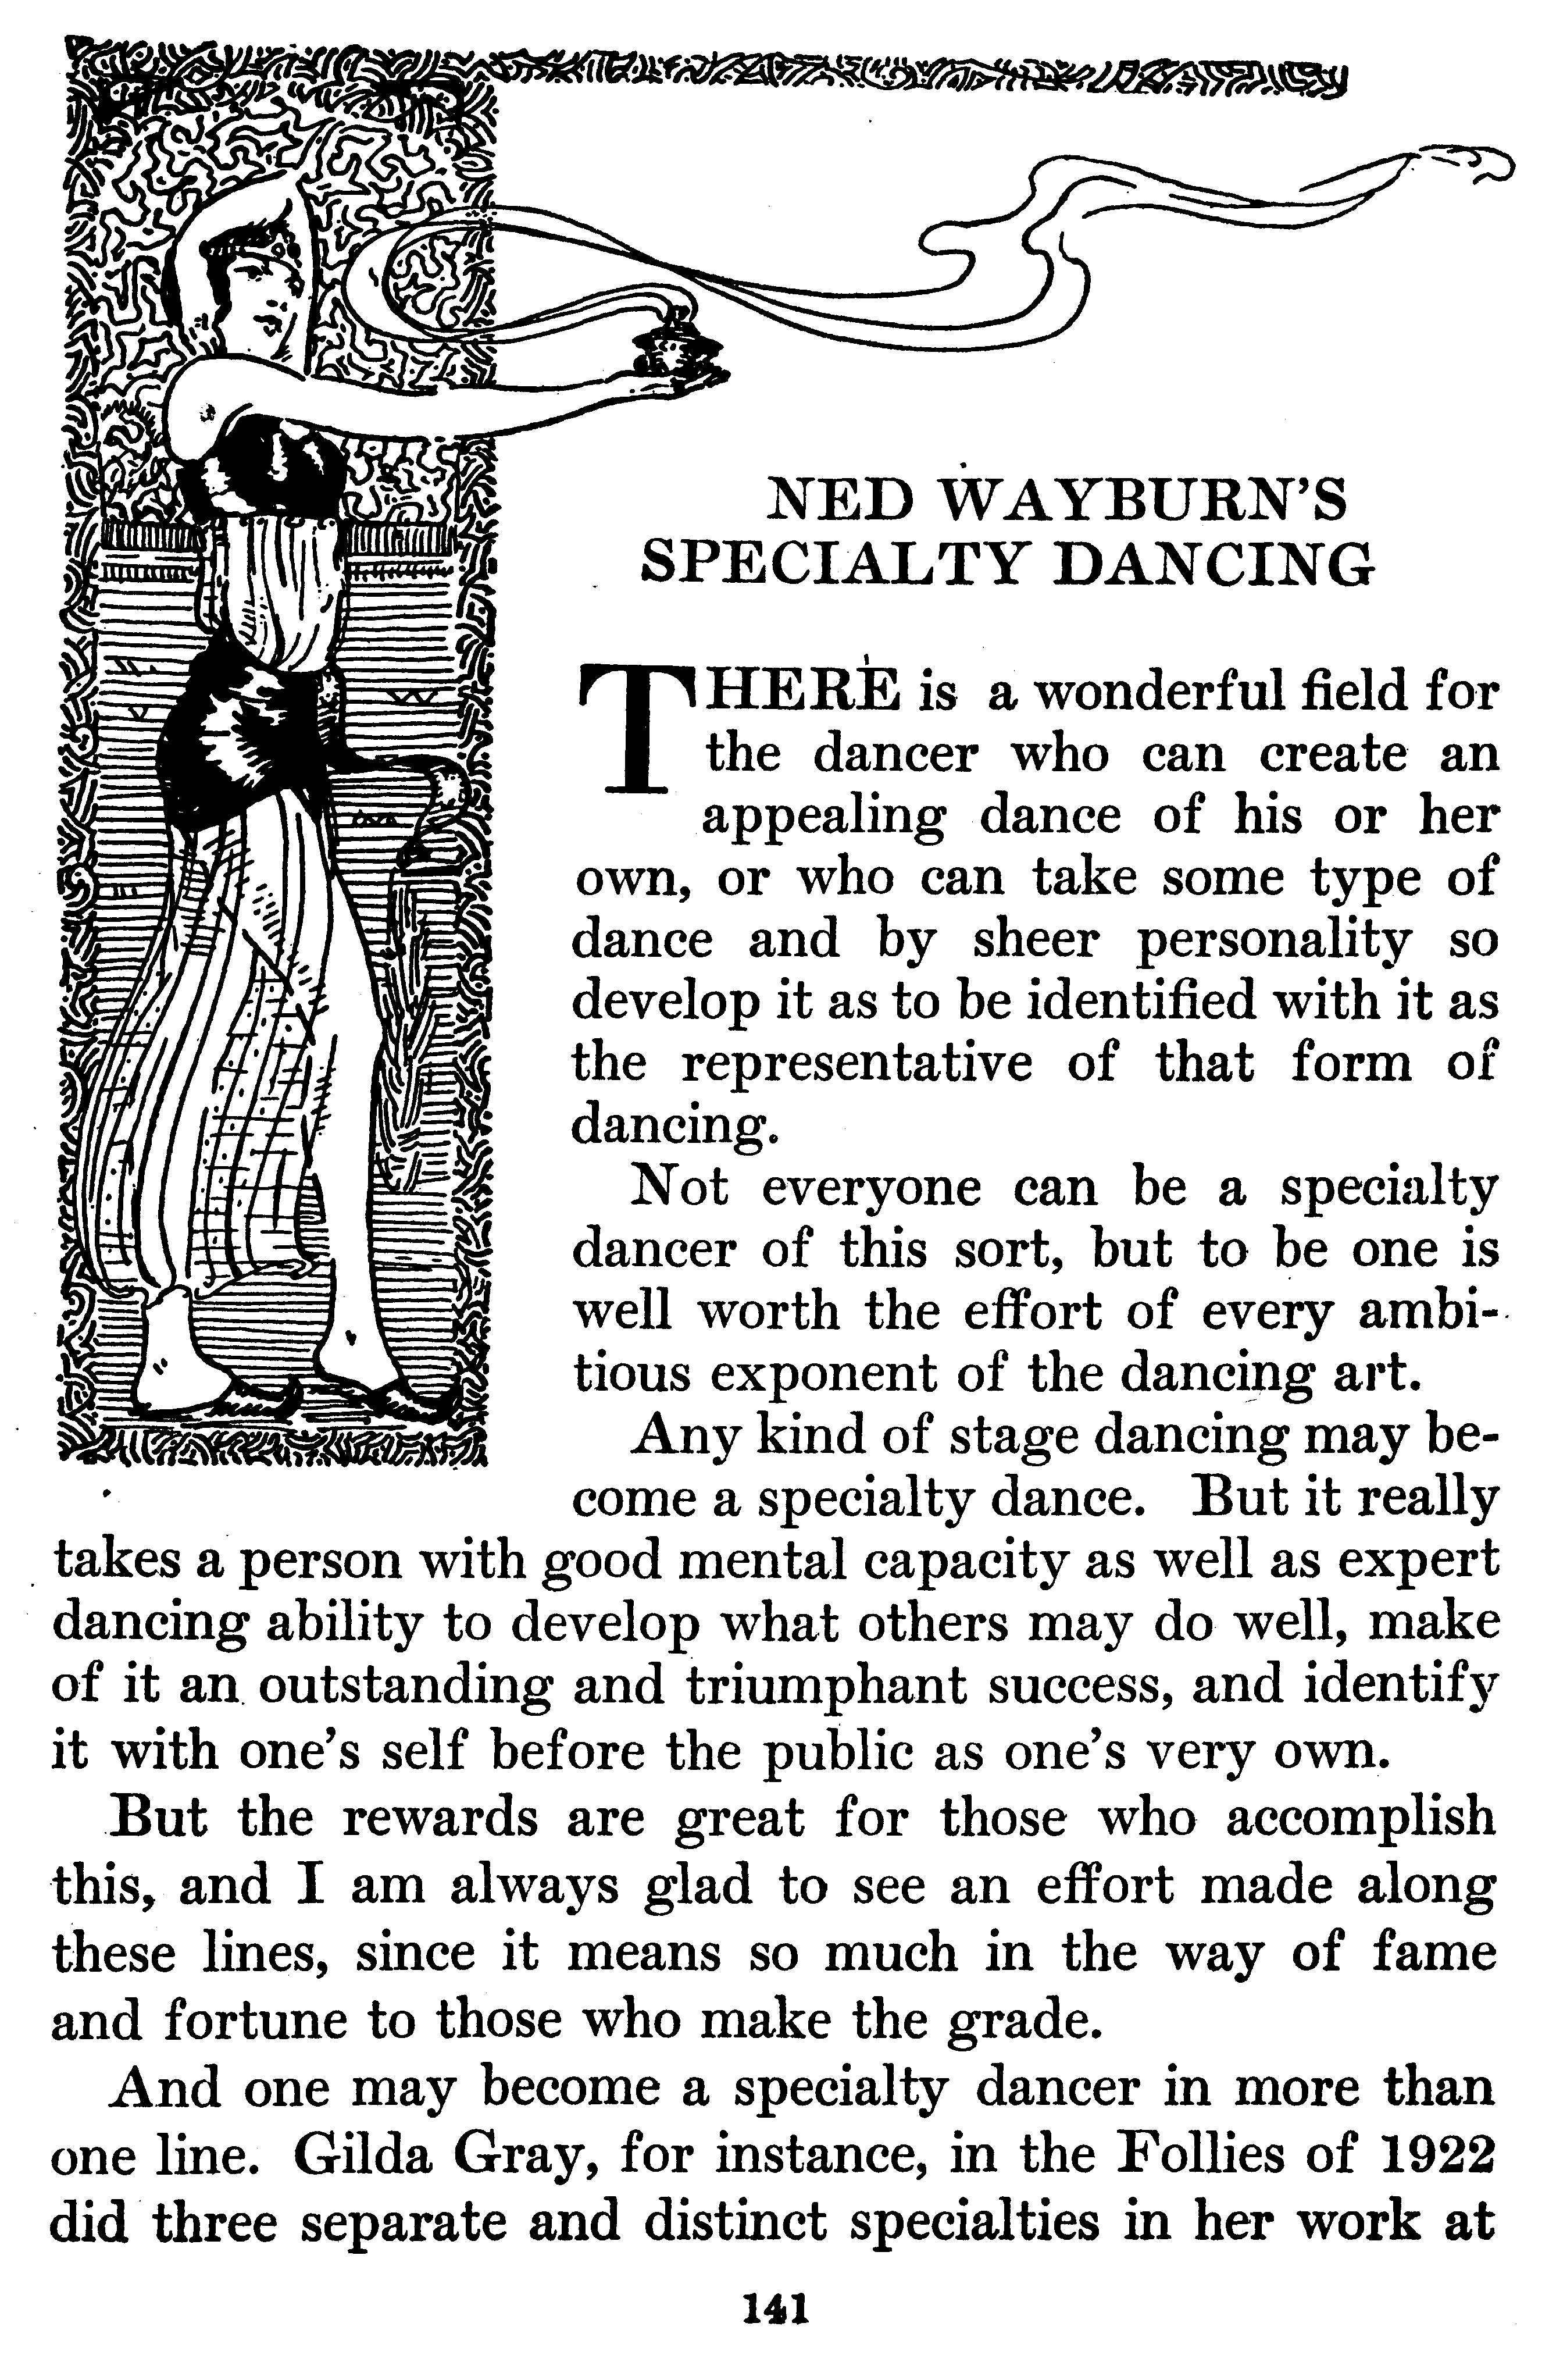 NED WAYBURN'S
SPECIALTY DANCING
THERE is a wonderful field for
the dancer who can create an
appealing dance of his or her
own, or who can take some type of
dance and by sheer personality so
develop it as to be identified with it as
the representative of that form of
dancing.
Not everyone can be a specialty
dancer of this sort, but to be one is
well worth the effort of every ambi-
tious exponent of the dancing art.
Any kind of stage dancing may be-
come a specialty dance. But it really
takes a person with good mental capacity as well as expert
dancing ability to develop what others may do well, make
of it an outstanding and triumphant success, and identify
it with one's self before the public as one's very own.
But the rewards are great for those who accomplish
this, and I am always glad to see an effort made along
these lines, since it means so much in the way of fame
and fortune to those who make the grade.
And one may become a specialty dancer in more than
one line. Gilda Gray, for instance, in the Follies of 1922
did three separate and distinct specialties in her work at
141